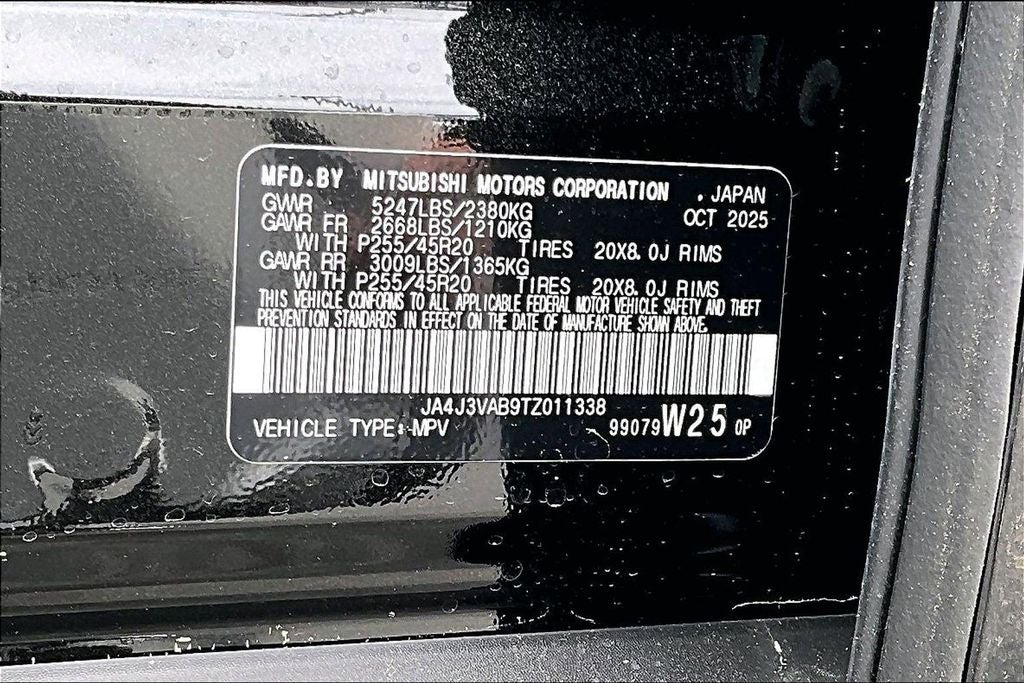 MFD.BY MITSUBISHI MOTORS CORPORATION . JAPAN
GVWR 5247LBS/2380KG OCT 2025
GAWR FR 2668LBS/1210KG
WITH P255/45R20 TIRES 20X8.0J RIMS
GAWR RR 3009LBS/1365KG
WITH P255/45R20 TIRES 20X8.0J RIMS
THIS VEHICLE CONFORMS TO ALL APPLICABLE FEDERAL MOTOR VEHICLE SAFETY AND THEFT
PREVENTION STANDARDS IN EFFECT ON THE DATE OF MANUFACTURE SHOWN ABOVE.
JA4J3VAB9TZ011338
VEHICLE TYPE: MPV 99079 W25 0P